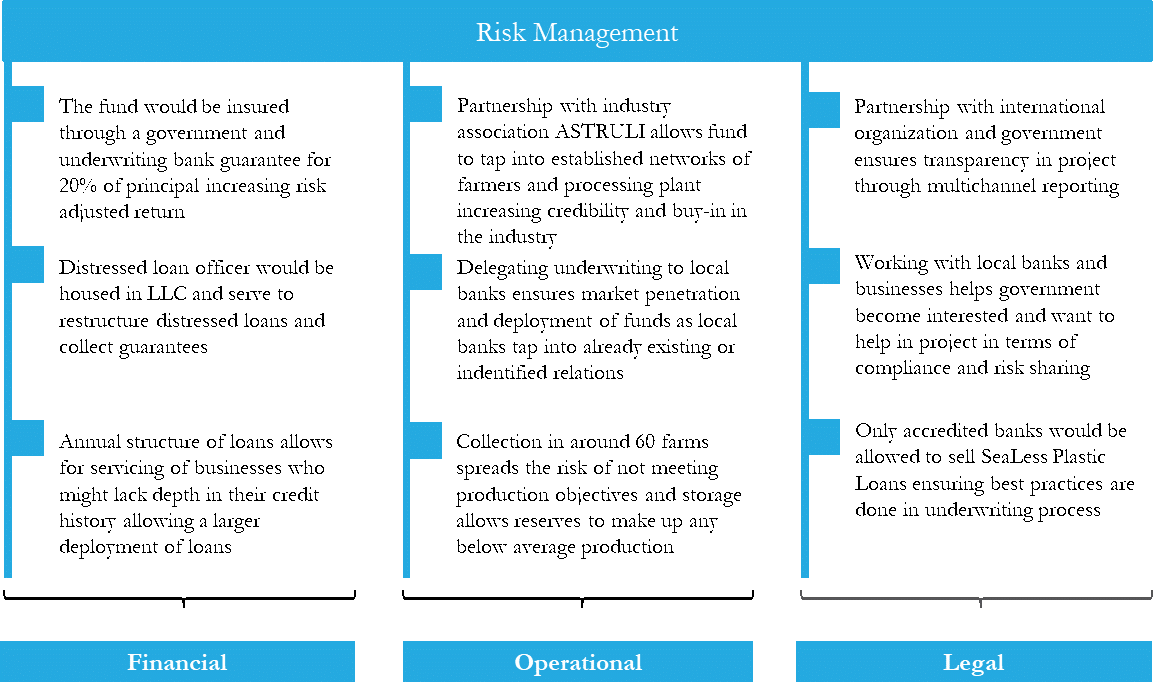 Risk Management
The fund would be insured
through a government and
underwriting bank guarantee for
20% of principal increasing risk
adjusted return
Distressed loan officer would be
housed in LLC and serve to
restructure distressed loans and
collect guarantees
Annual structure of loans allows
for servicing of businesses who
might lack depth in their credit
history allowing a larger
deployment of loans
Financial
Partnership with industry
association ASTRULI allows fund
to tap into established networks of
farmers and processing plant
increasing credibility and buy-in in
the industry
Delegating underwriting to local
banks ensures market penetration
and deployment of funds as local
banks tap into already existing or
indentified relations
Collection in around 60 farms
spreads the risk of not meeting
production objectives and storage
allows reserves to make up any
below average production
Operational
Partnership with international
organization and government
ensures transparency in project
through multichannel reporting
Working with local banks and
businesses helps government
become interested and want to
help in project in terms of
compliance and risk sharing
Only accredited banks would be
allowed to sell SeaLess Plastic
Loans ensuring best practices are
done in underwriting process
Legal